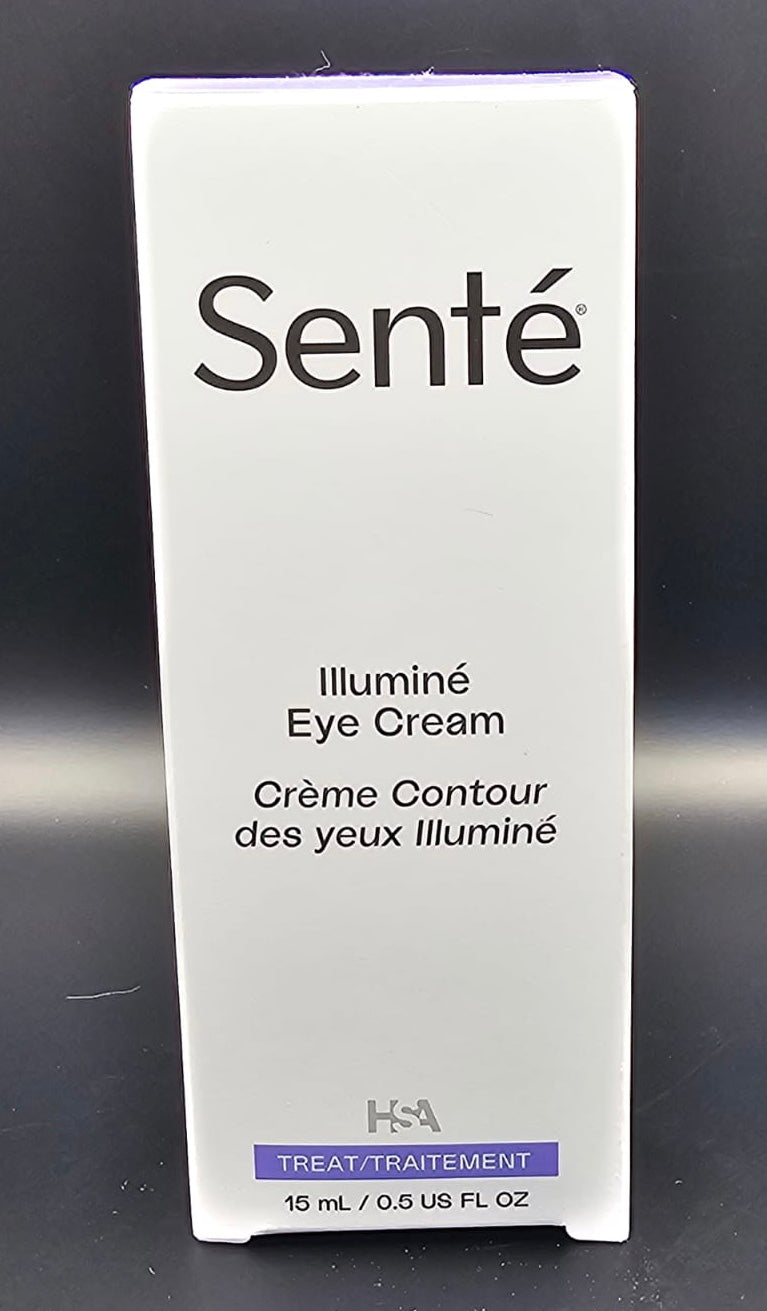 Senté®
Illuminé
Eye Cream
Crème Contour
des yeux Illuminé
HSA
TREAT/TRAITEMENT
15 mL / 0.5 US FL OZ